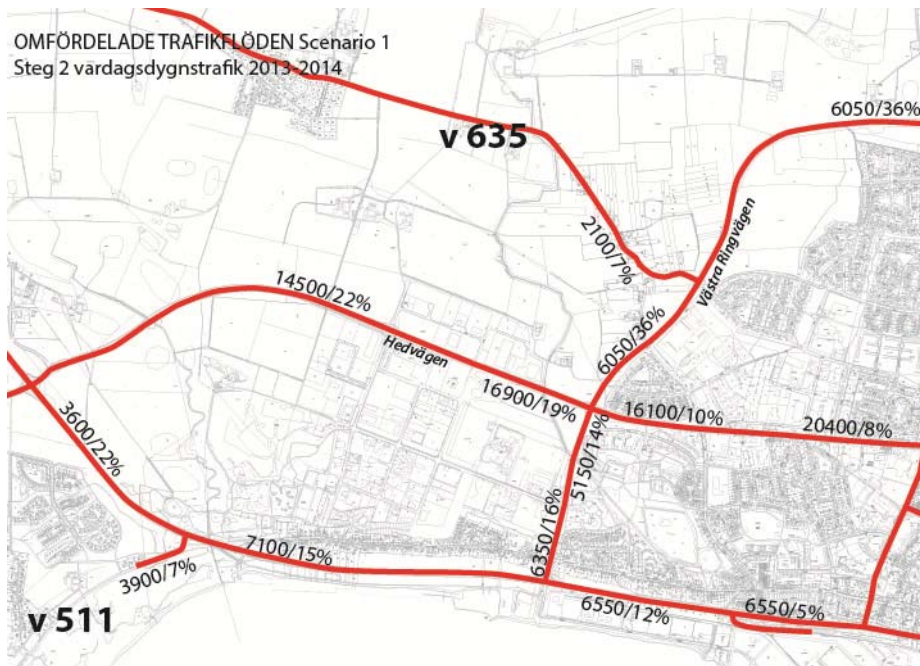 OMFÖRDELADE TRAFIKFLÖDEN Scenario 1
Steg 2 vardagsdygnstrafik 2013-2014
6050/36%
v 635
2100/7%
Västra Ringvägen
14500/22%
Hedvägen
6050/36%
16900/19%
16100/10%
20400/8%
3600/22%
5150/14%
6350/16%
7100/15%
3900/7%
6550/12%
6550/5%
v 511